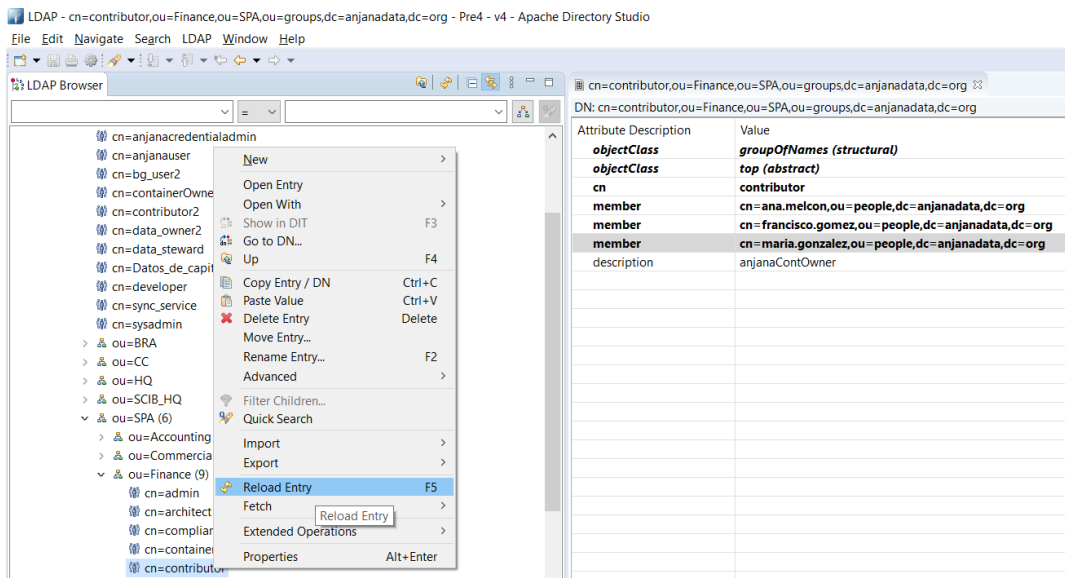 LDAP - cn=contributor,ou=Finance,ou=SPA,ou=groups,dc=anjanadata,dc=org - Pre4 - v4 - Apache Directory Studio
File Edit Navigate Search LDAP Window Help
LDAP Browser
=
cn=anjanacredentialadmin
cn=anjanauser
cn=bg_user2
cn=containerOwne
cn=contributor2
cn=data_owner2
cn=data_steward
cn=Datos_de_capit
cn=developer
cn=sync_service
cn=sysadmin
ou=BRA
ou=CC
ou=HQ
ou=SCIB_HQ
ou=SPA (6)
ou=Accounting
ou=Commercia
ou=Finance (9)
cn=admin
cn=architect
cn=complian
cn=container
cn=contributor
New
Open Entry
Open With
Show in DIT F3
Go to DN...
Up F4
Copy Entry / DN Ctrl+C
Paste Value Ctrl+V
Delete Entry Delete
Move Entry...
Rename Entry... F2
Advanced
Filter Children...
Quick Search
Import
Export
Reload Entry F5
Fetch
Reload Entry
Extended Operations
Properties Alt+Enter
cn=contributor,ou=Finance,ou=SPA,ou=groups,dc=anjanadata,dc=org
DN: cn=contributor,ou=Finance,ou=SPA,ou=groups,dc=anjanadata,dc=org
Attribute Description Value
objectClass groupOfNames (structural)
objectClass top (abstract)
cn contributor
member cn=ana.melcon,ou=people,dc=anjanadata,dc=org
member cn=francisco.gomez,ou=people,dc=anjanadata,dc=org
member cn=maria.gonzalez,ou=people,dc=anjanadata,dc=org
description anjanaContOwner